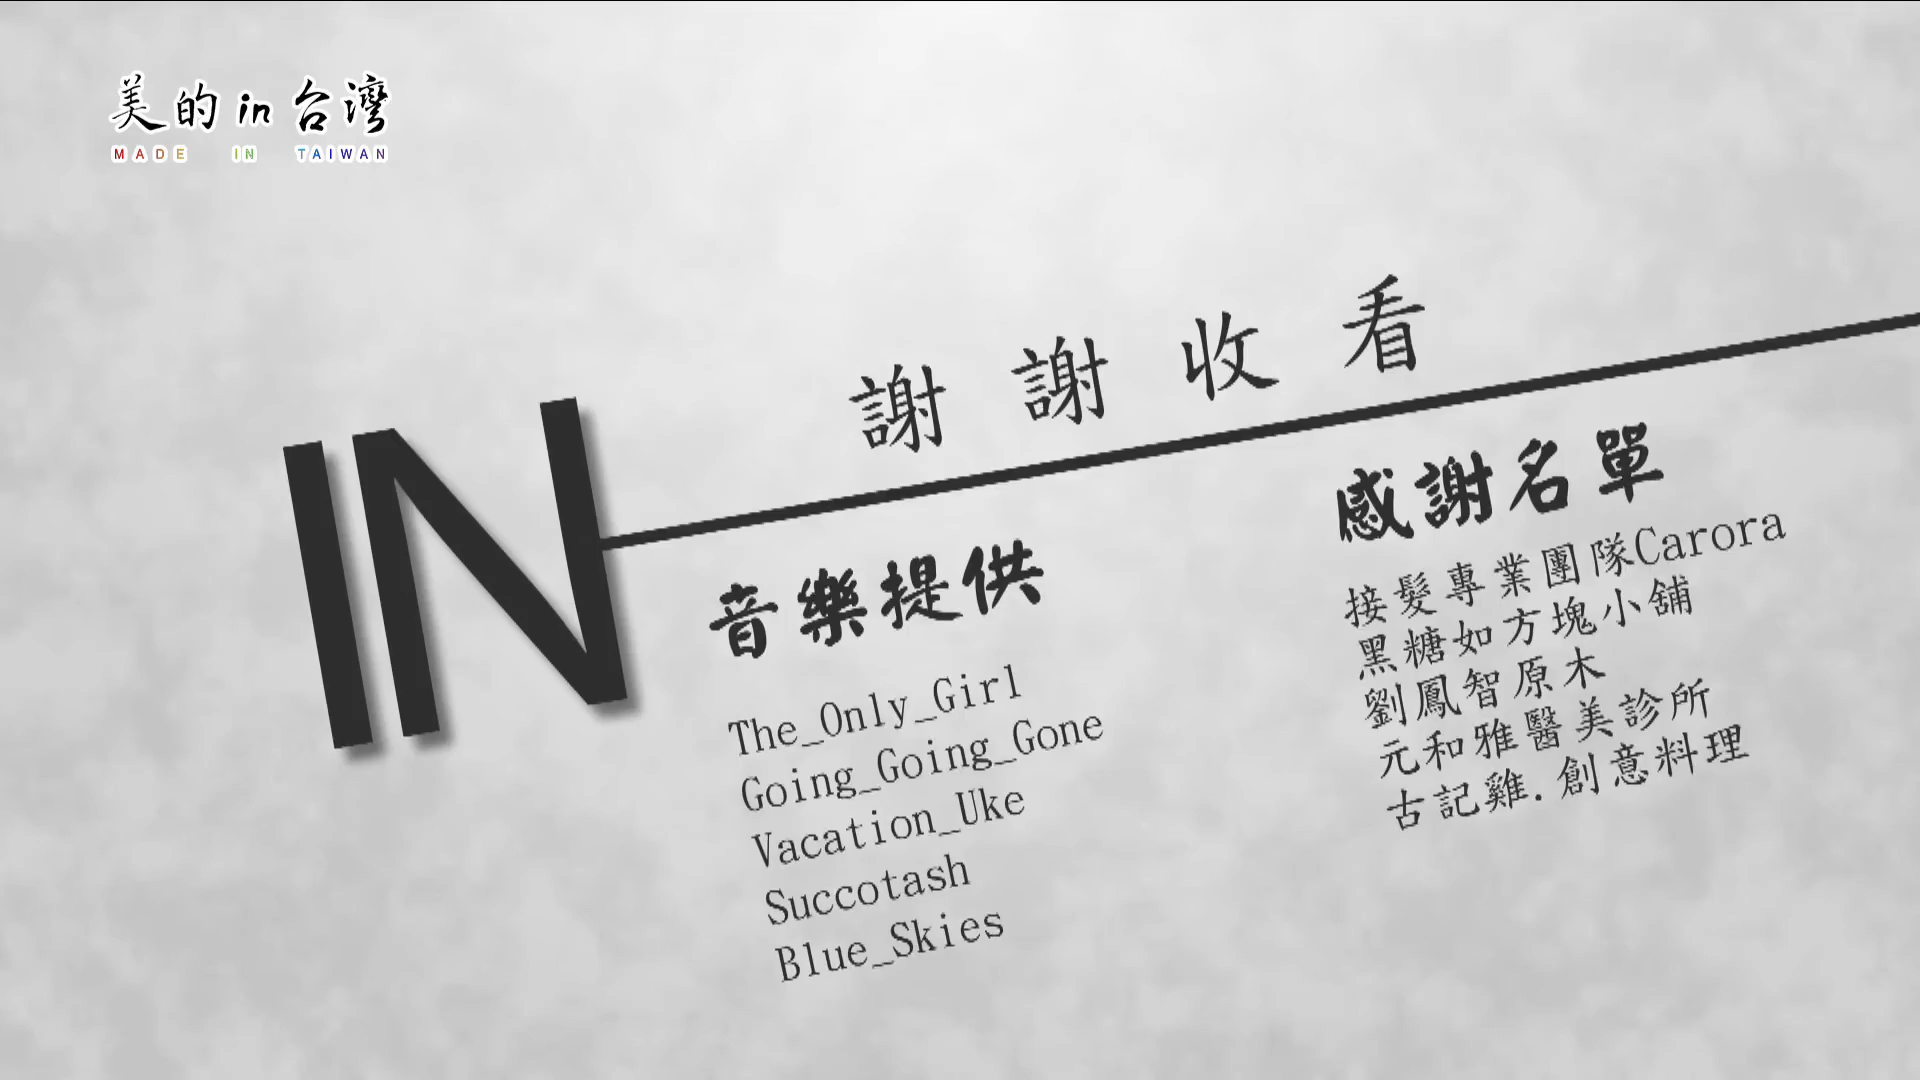 美的in台灣
MADE IN TAIWAN
謝謝收看
IN
音樂提供
The_Only_Girl
Going_Going_Gone
Vacation_Uke
Succotash
Blue_Skies
感謝名單
接髮專業團隊Carora
黑糖如方塊小舖
劉鳳智原木
元和雅醫美診所
古記雞.創意料理